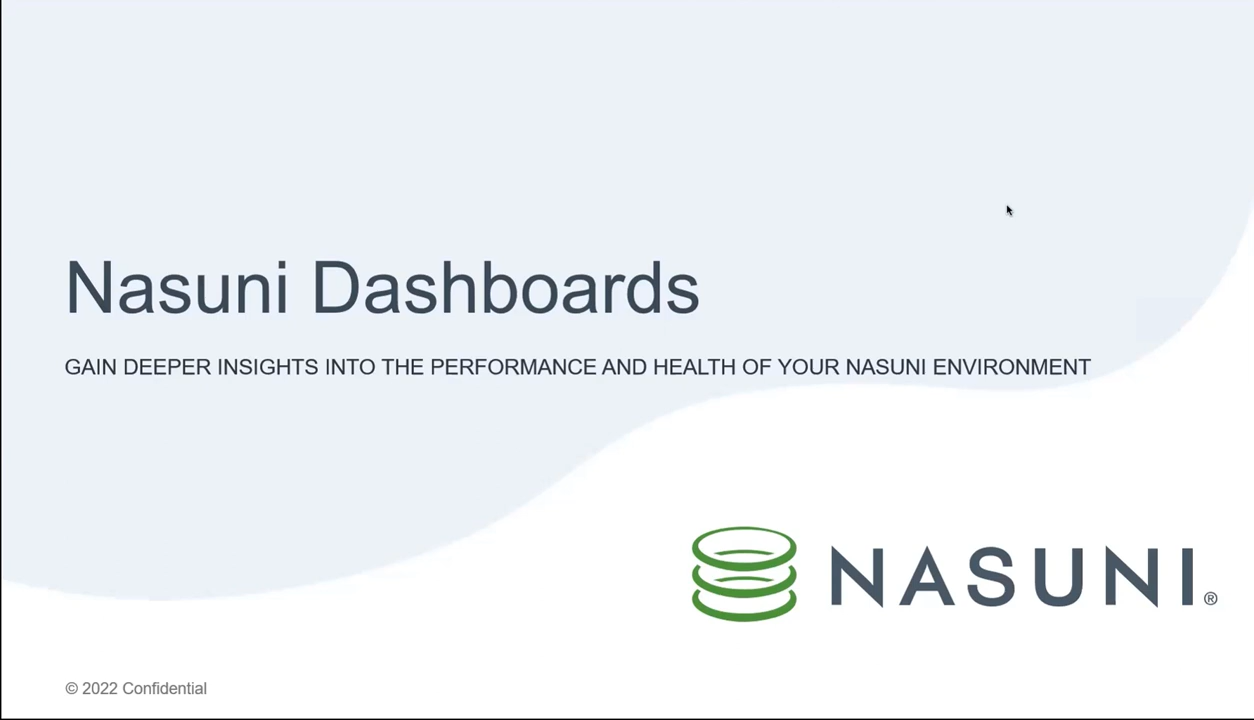 Nasuni Dashboards
GAIN DEEPER INSIGHTS INTO THE PERFORMANCE AND HEALTH OF YOUR NASUNI ENVIRONMENT
NASUNI®
© 2022 Confidential